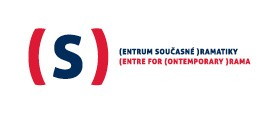 (S)
(ENTRUM SOUČASNÉ )RAMATIKY
(ENTRE FOR (ONTEMPORARY )RAMA